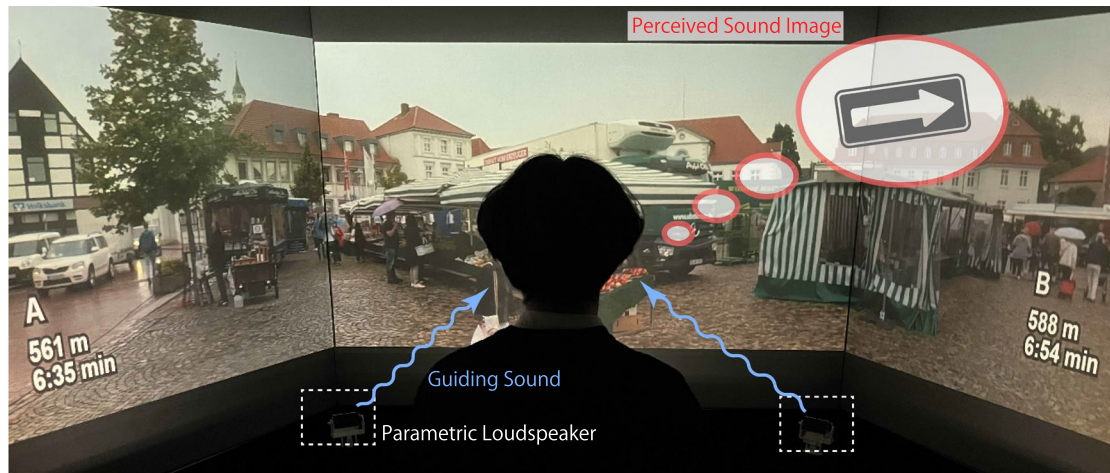 Perceived Sound Image
Volksbank
A
561 m
6:35 min
B
588 m
6:54 min
Guiding Sound
Parametric Loudspeaker